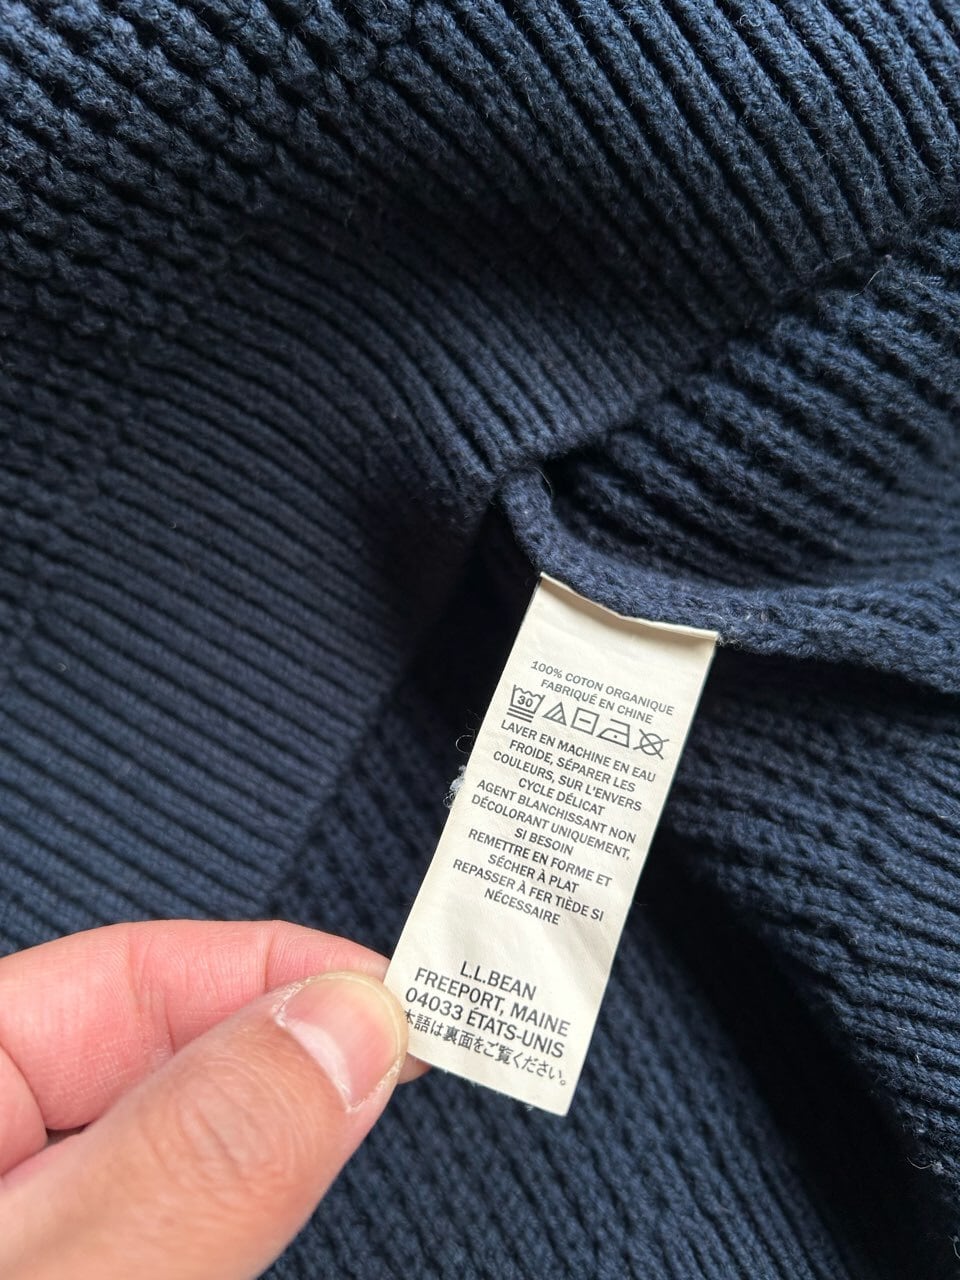 100% COTON ORGANIQUE
FABRIQUÉ EN CHINE
30
LAVER EN MACHINE EN EAU
FROIDE, SÉPARER LES
COULEURS, SUR L'ENVERS
CYCLE DÉLICAT
AGENT BLANCHISSANT NON
DÉCOLORANT UNIQUEMENT,
SI BESOIN
REMETTRE EN FORME ET
SÉCHER À PLAT
REPASSER À FER TIÈDE SI
NÉCESSAIRE
L.L.BEAN
FREEPORT, MAINE
04033 ÉTATS-UNIS
本語は裏面をご覧ください。